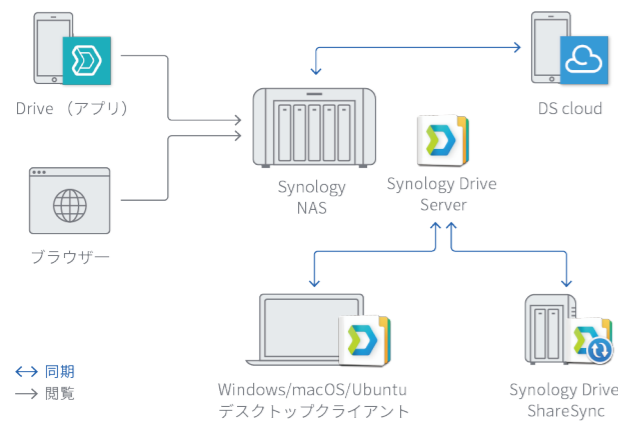 Drive （アプリ）
DS cloud
Synology
NAS
Synology Drive
Server
ブラウザー
同期
閲覧
Windows/macOS/Ubuntu
デスクトップクライアント
Synology Drive
ShareSync